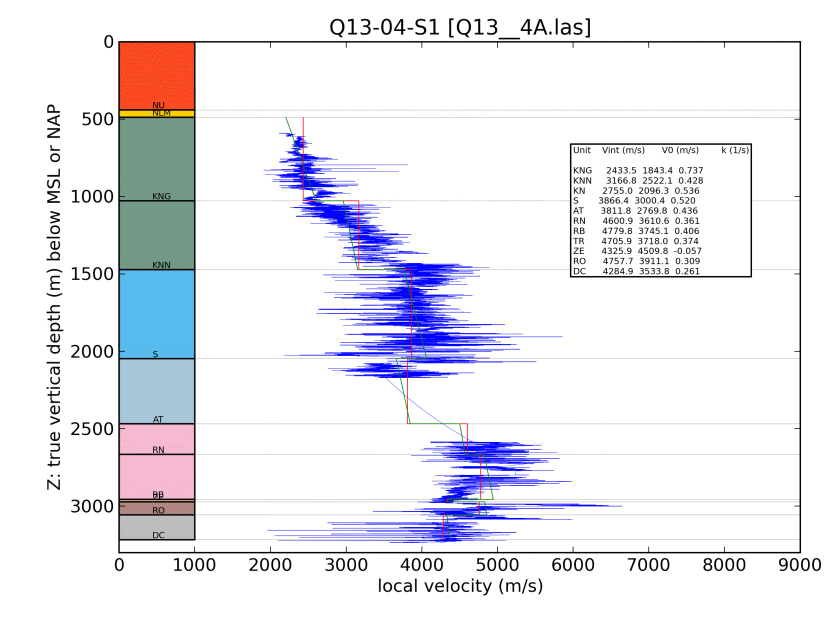 Q13-04-S1 [Q13__4A.las]
0
500
1000
1500
2000
2500
3000
Z: true vertical depth (m) below MSL or NAP
NU
NLM
KNG
KNN
S
AT
RN
RB
ZE
RO
DC
Unit Vint (m/s) V0 (m/s) k (1/s)
KNG 2433.5 1843.4 0.737
KNN 3166.8 2522.1 0.428
KN 2755.0 2096.3 0.536
S 3866.4 3000.4 0.520
AT 3811.8 2769.8 0.436
RN 4600.9 3610.6 0.361
RB 4779.8 3745.1 0.406
TR 4705.9 3718.0 0.374
ZE 4325.9 4509.8 -0.057
RO 4757.7 3911.1 0.309
DC 4284.9 3533.8 0.261
0 1000 2000 3000 4000 5000 6000 7000 8000 9000
local velocity (m/s)